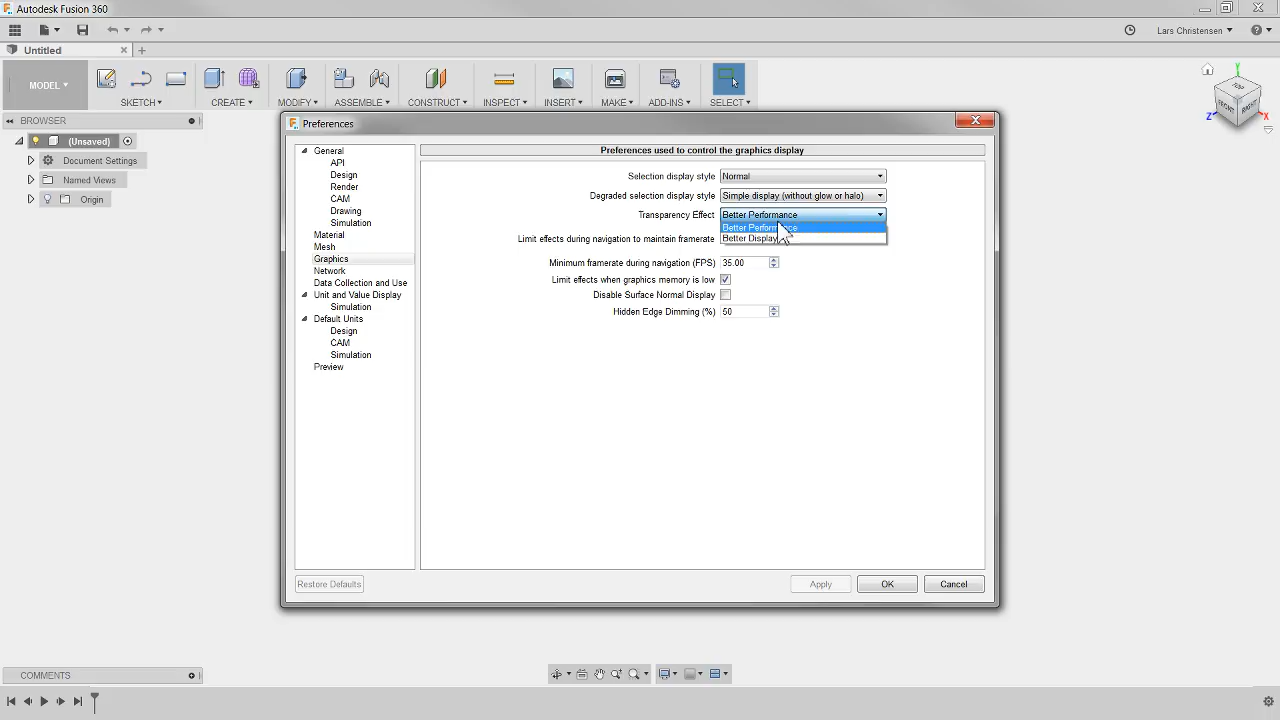 Autodesk Fusion 360
Lars Christensen
Untitled
MODEL
SKETCH
CREATE
MODIFY
ASSEMBLE
CONSTRUCT
INSPECT
INSERT
MAKE
ADD-INS
SELECT
TOP
FRONT
RIGHT
Y
Z
X
BROWSER
(Unsaved)
Document Settings
Named Views
Origin
Preferences
General
API
Design
Render
CAM
Drawing
Simulation
Material
Mesh
Graphics
Network
Data Collection and Use
Unit and Value Display
Simulation
Default Units
Design
CAM
Simulation
Preview
Preferences used to control the graphics display
Selection display style Normal
Degraded selection display style Simple display (without glow or halo)
Transparency Effect Better Performance
Better Performance
Better Display
Limit effects during navigation to maintain framerate
Minimum framerate during navigation (FPS) 35.00
Limit effects when graphics memory is low
Disable Surface Normal Display
Hidden Edge Dimming (%) 50
Restore Defaults
Apply
OK
Cancel
COMMENTS